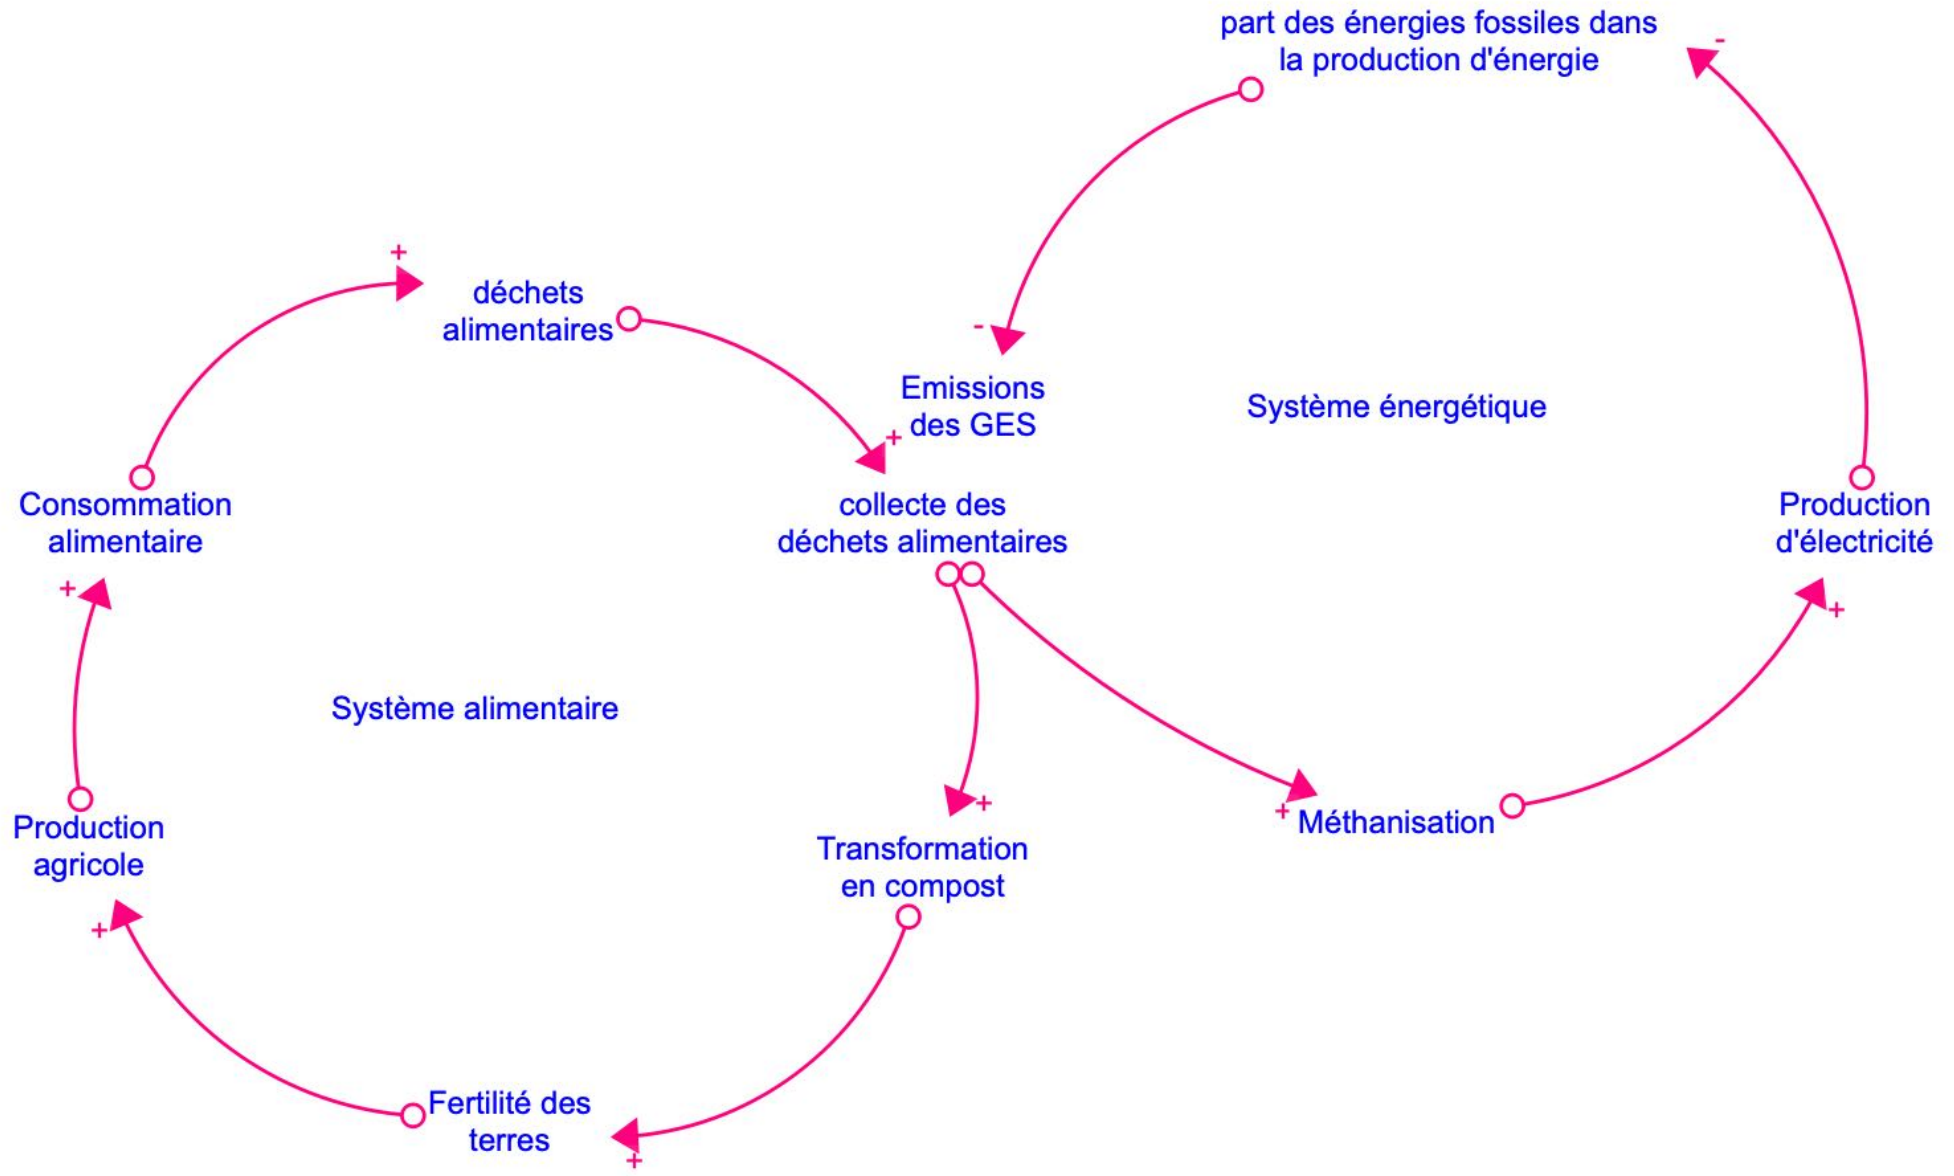 part des énergies fossiles dans
la production d'énergie
-
+
déchets
alimentaires
-
Emissions
des GES
Système énergétique
+
Consommation
alimentaire
collecte des
déchets alimentaires
Production
d'électricité
+
+
Système alimentaire
+
+
Méthanisation
Production
agricole
Transformation
en compost
+
Fertilité des
terres
+